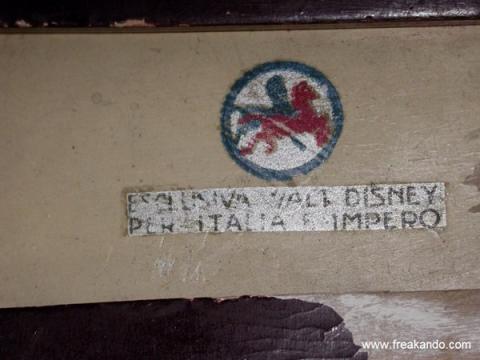 ESCLUSIVA WALT DISNEY
PER ITALIA E IMPERO
www.freakando.com